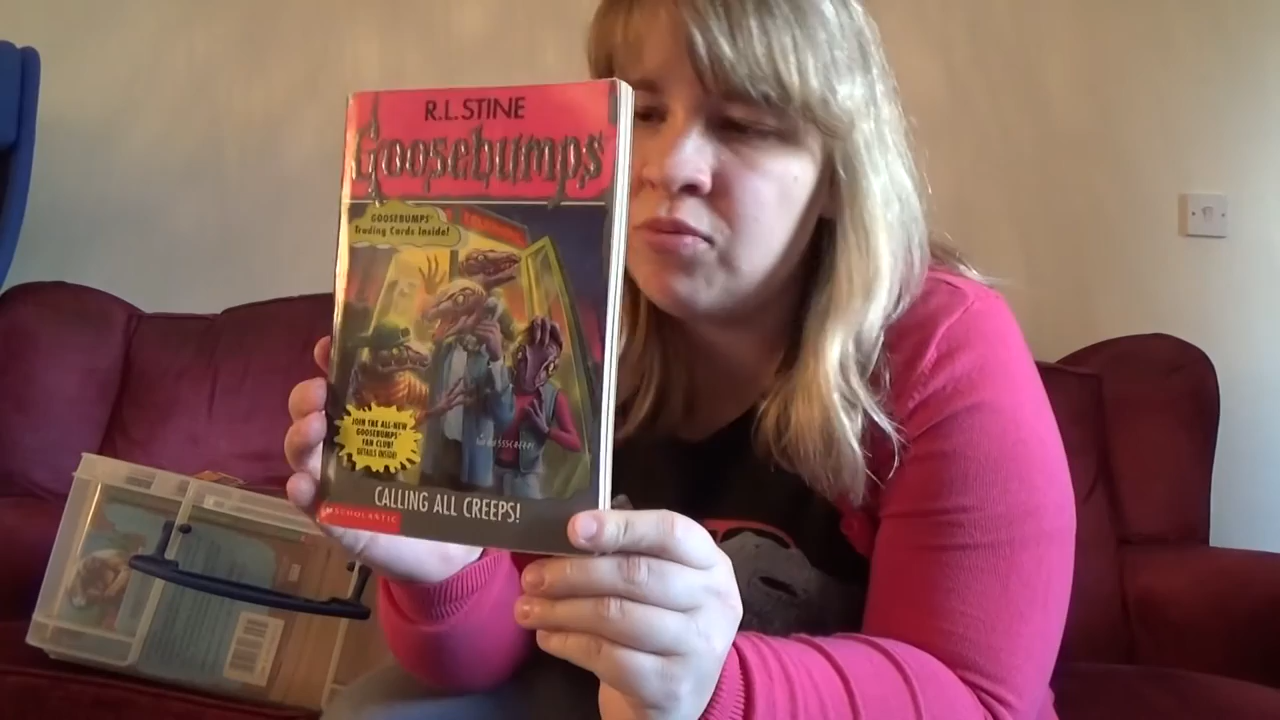 R.L. STINE
Goosebumps
GOOSEBUMPS
Trading Cards Inside!
JOIN THE ALL-NEW
GOOSEBUMPS
FAN CLUB!
DETAILS INSIDE!
CALLING ALL CREEPS!
SCHOLASTIC